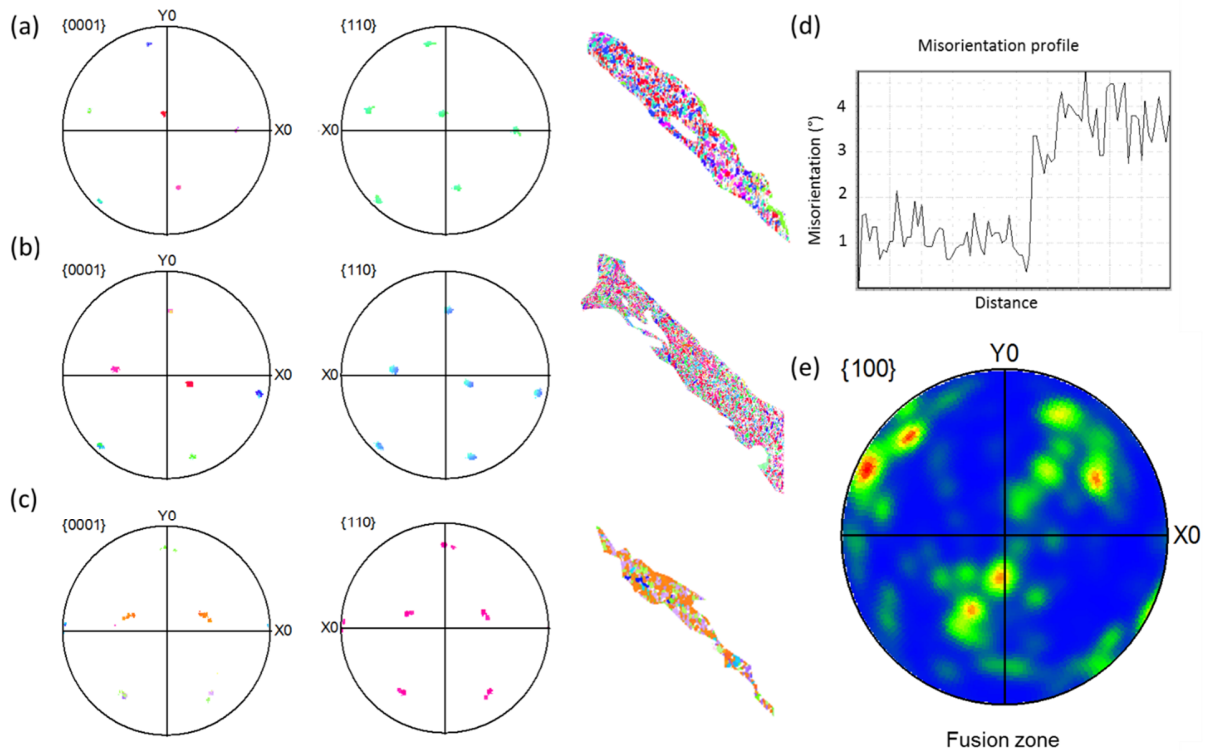 (a)
{0001}
Y0
X0
{110}
X0
(b)
{0001}
Y0
X0
{110}
X0
(c)
{0001}
Y0
X0
{110}
X0
(d)
Misorientation profile
Misorientation (°)
4
3
2
1
Distance
(e)
{100}
Y0
X0
Fusion zone